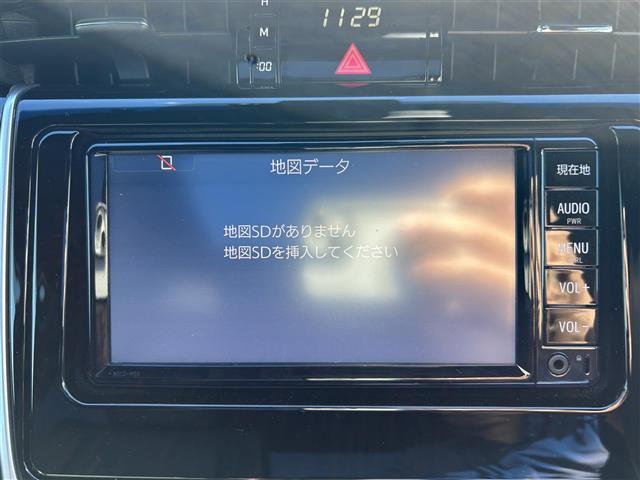 H
1129
M
:00
地図データ
地図SDがありません
地図SDを挿入してください
現在地
AUDIO
PWR
MENU
VOL+
VOL-